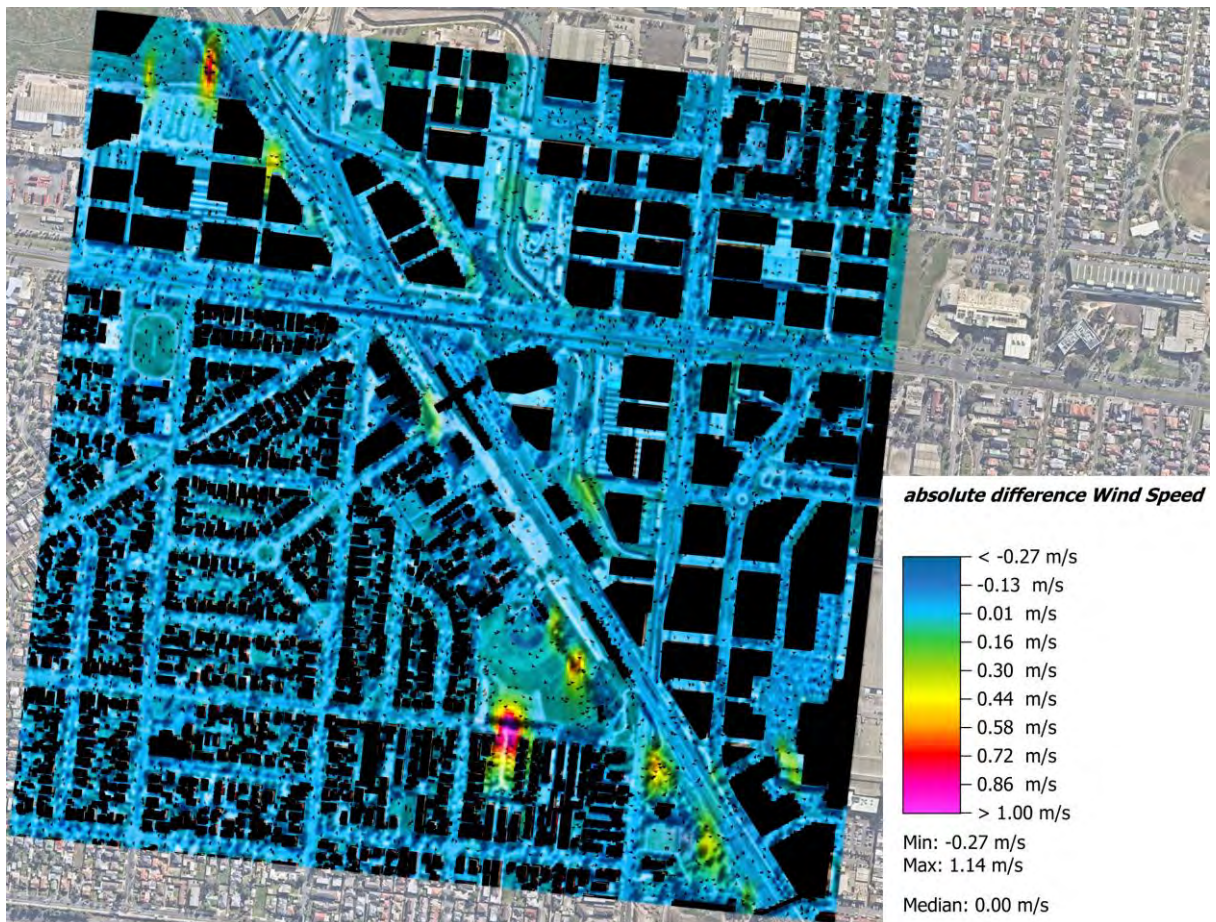 absolute difference Wind Speed
< -0.27 m/s
-0.13 m/s
0.01 m/s
0.16 m/s
0.30 m/s
0.44 m/s
0.58 m/s
0.72 m/s
0.86 m/s
> 1.00 m/s
Min: -0.27 m/s
Max: 1.14 m/s
Median: 0.00 m/s